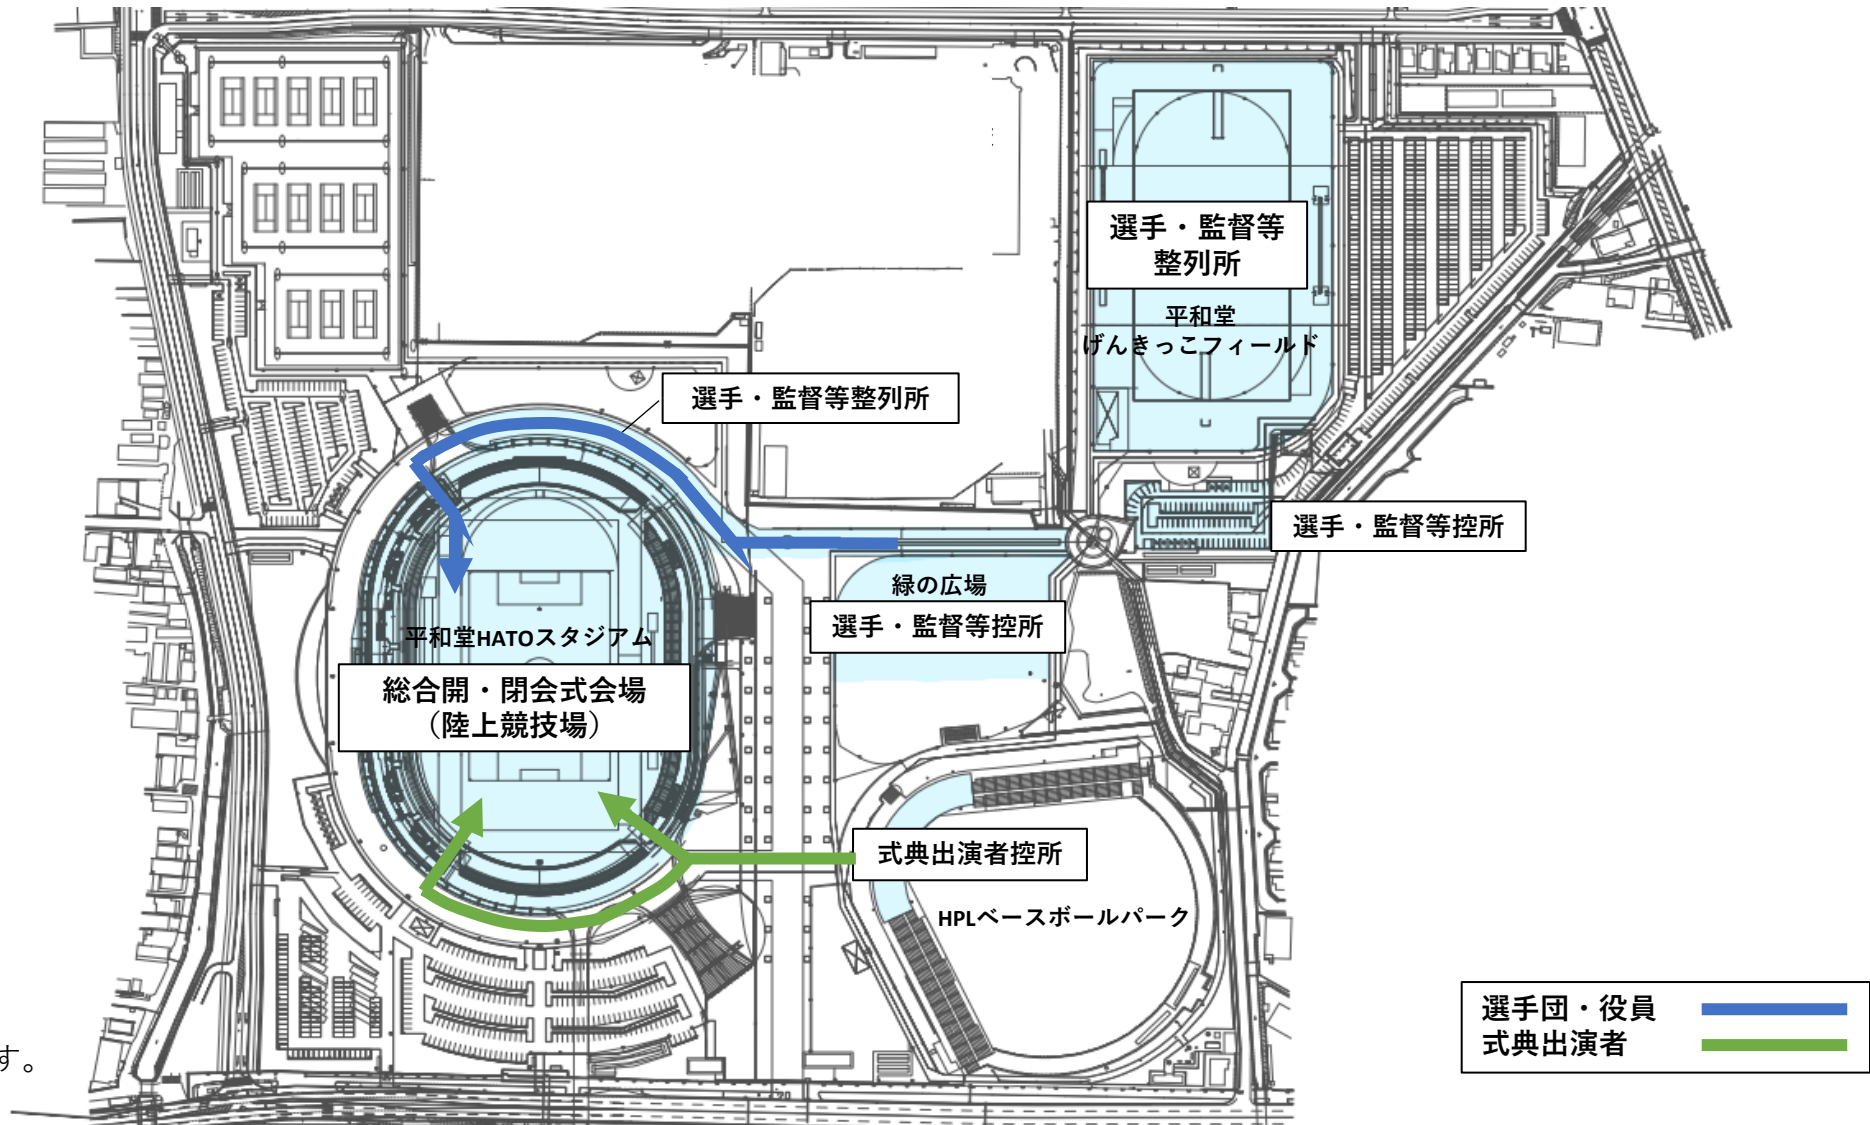 選手・監督等
整列所
平和堂
げんきっこフィールド
選手・監督等整列所
選手・監督等控所
緑の広場
選手・監督等控所
平和堂HATOスタジアム
総合開・閉会式会場
（陸上競技場）
式典出演者控所
HPLベースボールパーク
選手団・役員
式典出演者
す。